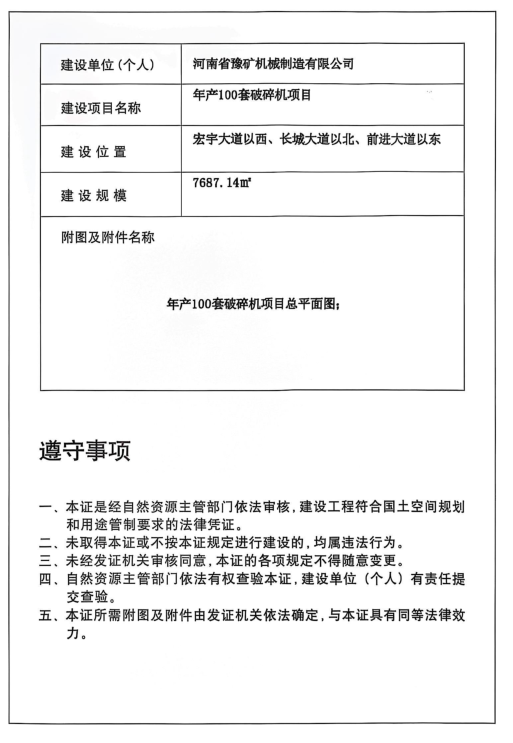 建设单位(个人) 河南省豫矿机械制造有限公司
建设项目名称 年产100套破碎机项目
建设位置 宏宇大道以西、长城大道以北、前进大道以东
建设规模 7687.14㎡
附图及附件名称
年产100套破碎机项目总平面图;
遵守事项
一、本证是经自然资源主管部门依法审核,建设工程符合国土空间规划
和用途管制要求的法律凭证。
二、未取得本证或不按本证规定进行建设的,均属违法行为。
三、未经发证机关审核同意,本证的各项规定不得随意变更。
四、自然资源主管部门依法有权查验本证,建设单位(个人)有责任提
交查验。
五、本证所需附图及附件由发证机关依法确定,与本证具有同等法律效
力。